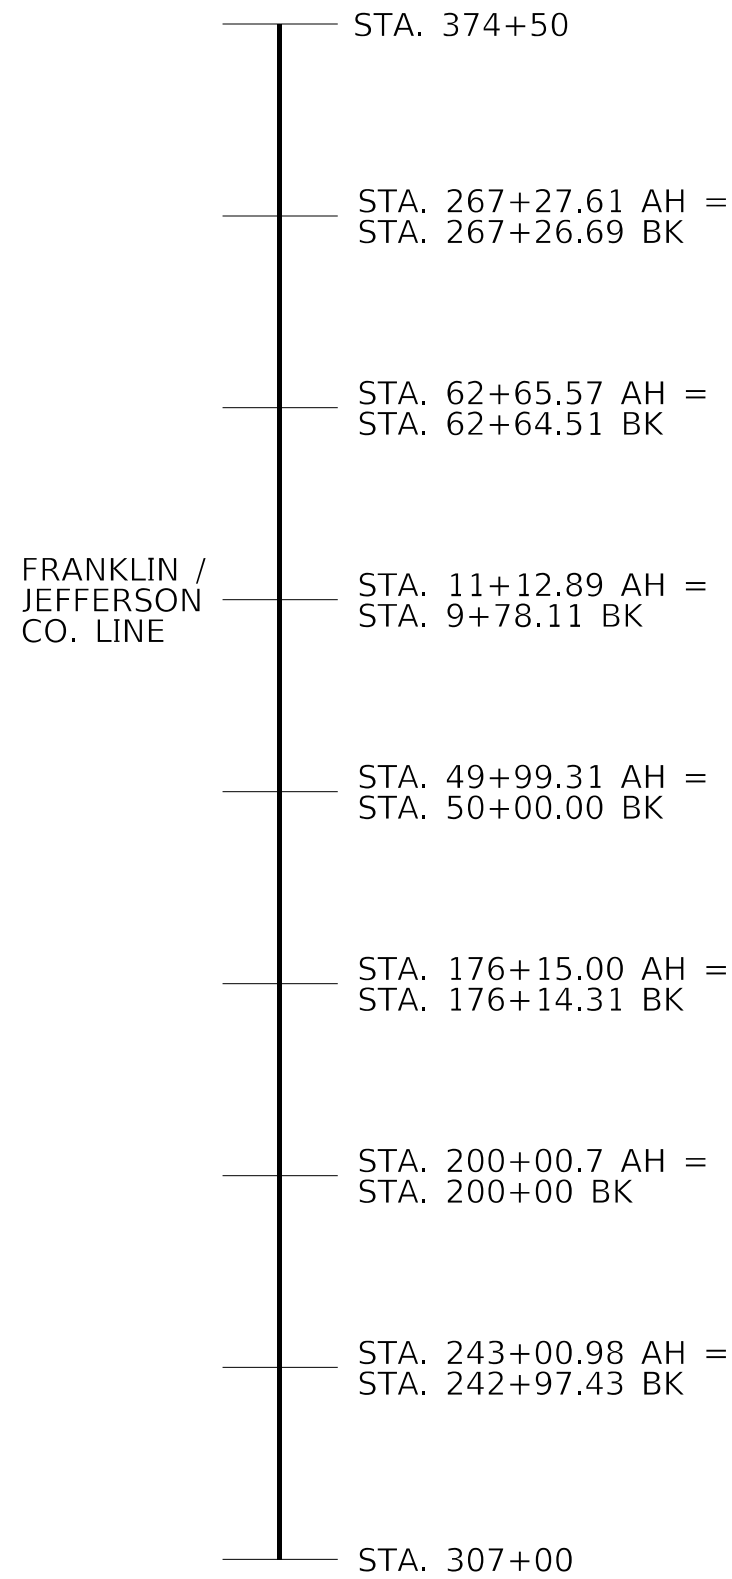 STA. 374+50
STA. 267+27.61 AH =
STA. 267+26.69 BK
STA. 62+65.57 AH =
STA. 62+64.51 BK
FRANKLIN /
JEFFERSON
CO. LINE
STA. 11+12.89 AH =
STA. 9+78.11 BK
STA. 49+99.31 AH =
STA. 50+00.00 BK
STA. 176+15.00 AH =
STA. 176+14.31 BK
STA. 200+00.7 AH =
STA. 200+00 BK
STA. 243+00.98 AH =
STA. 242+97.43 BK
STA. 307+00